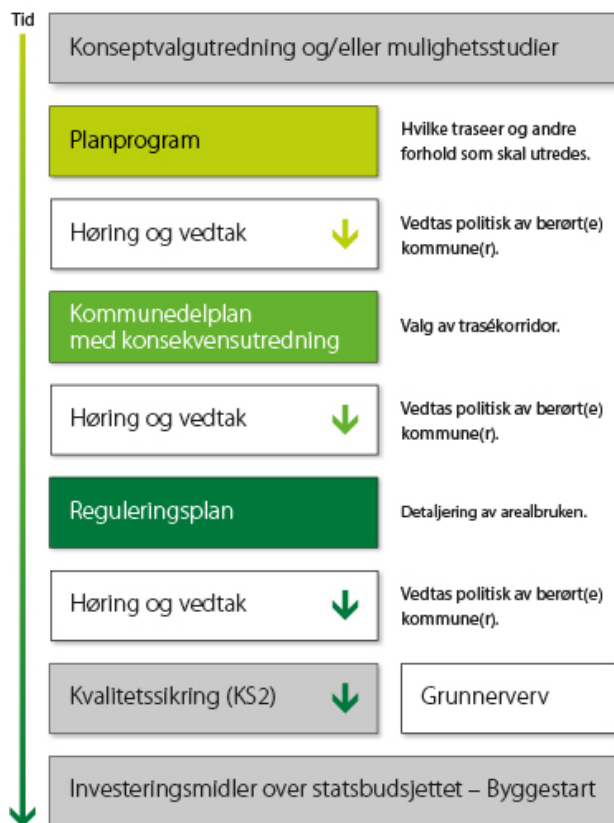 Tid
Konseptvalgutredning og/eller mulighetsstudier
Planprogram
Hvilke traseer og andre
forhold som skal utredes.
Høring og vedtak
Vedtas politisk av berørt(e)
kommune(r).
Kommunedelplan
med konsekvensutredning
Valg av trasékorridor.
Høring og vedtak
Vedtas politisk av berørt(e)
kommune(r).
Reguleringsplan
Detaljering av arealbruken.
Høring og vedtak
Vedtas politisk av berørt(e)
kommune(r).
Kvalitetssikring (KS2)
Grunnerverv
Investeringsmidler over statsbudsjettet – Byggestart